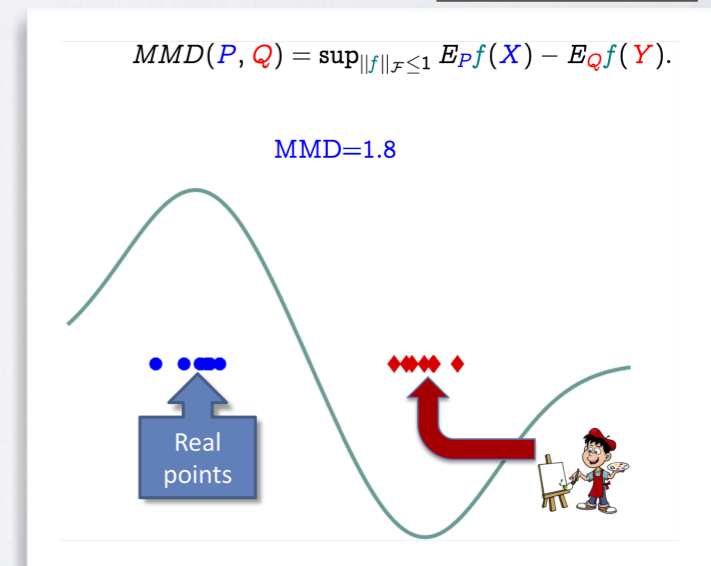 MMD(P, Q) = sup_{||f||_F≤1} E_P f(X) − E_Q f(Y).
MMD=1.8
Real
points